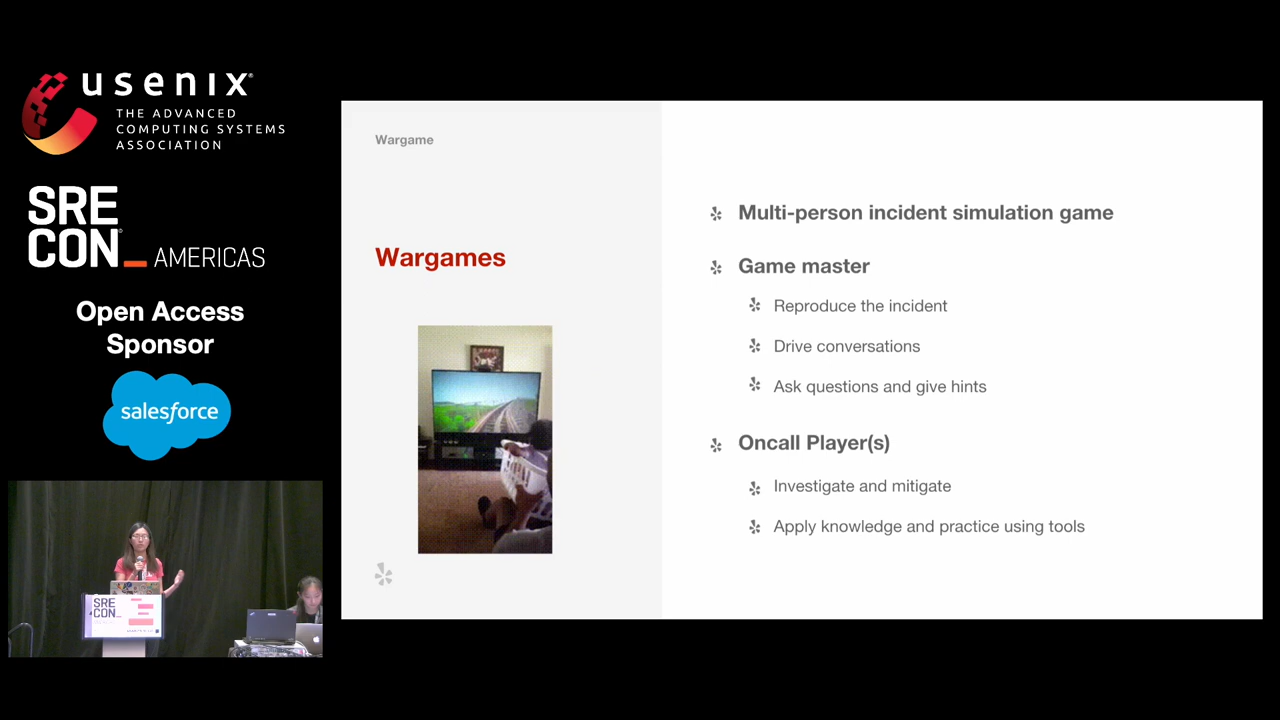 usenix®
THE ADVANCED
COMPUTING SYSTEMS
ASSOCIATION
SRE
CON®_ AMERICAS
Open Access
Sponsor
salesforce
SRE
CON_
Wargame
Wargames
Multi-person incident simulation game
Game master
Reproduce the incident
Drive conversations
Ask questions and give hints
Oncall Player(s)
Investigate and mitigate
Apply knowledge and practice using tools